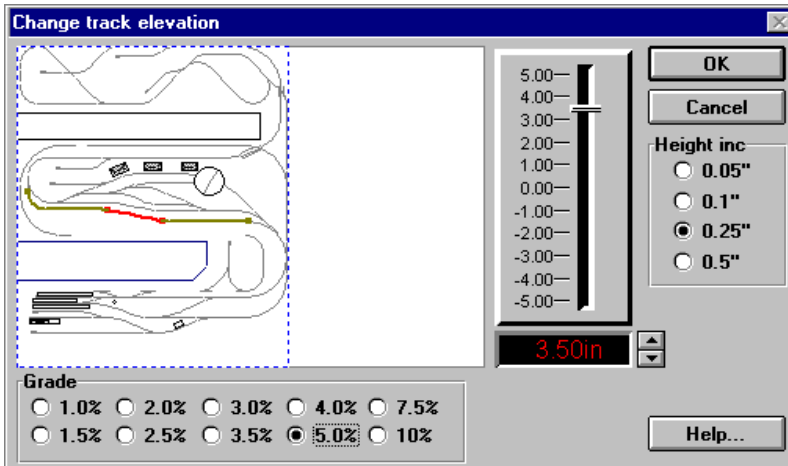 Change track elevation
5.00
4.00
3.00
2.00
1.00
0.00
-1.00
-2.00
-3.00
-4.00
-5.00
3.50in
OK
Cancel
Height inc
0.05"
0.1"
0.25"
0.5"
Grade
1.0% 2.0% 3.0% 4.0% 7.5%
1.5% 2.5% 3.5% 5.0% 10%
Help...